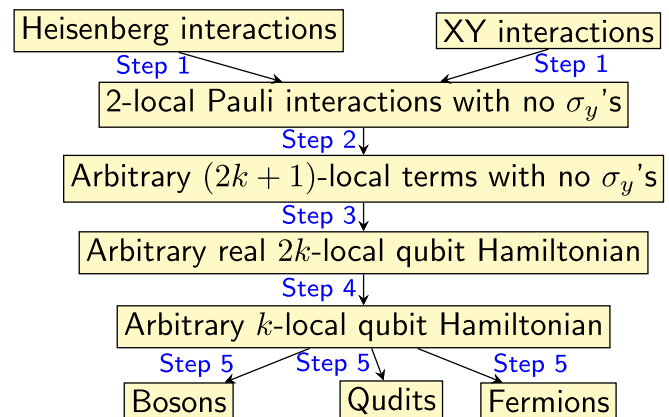 Heisenberg interactions
XY interactions
Step 1
Step 1
2-local Pauli interactions with no σ_y's
Step 2
Arbitrary (2k + 1)-local terms with no σ_y's
Step 3
Arbitrary real 2k-local qubit Hamiltonian
Step 4
Arbitrary k-local qubit Hamiltonian
Step 5
Step 5
Step 5
Bosons
Qudits
Fermions